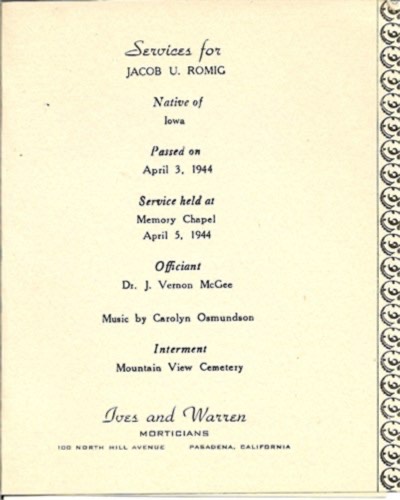 Services for
JACOB U. ROMIG
Native of
Iowa
Passed on
April 3, 1944
Service held at
Memory Chapel
April 5, 1944
Officiant
Dr. J. Vernon McGee
Music by Carolyn Osmundson
Interment
Mountain View Cemetery
Ives and Warren
MORTICIANS
100 NORTH HILL AVENUE PASADENA, CALIFORNIA